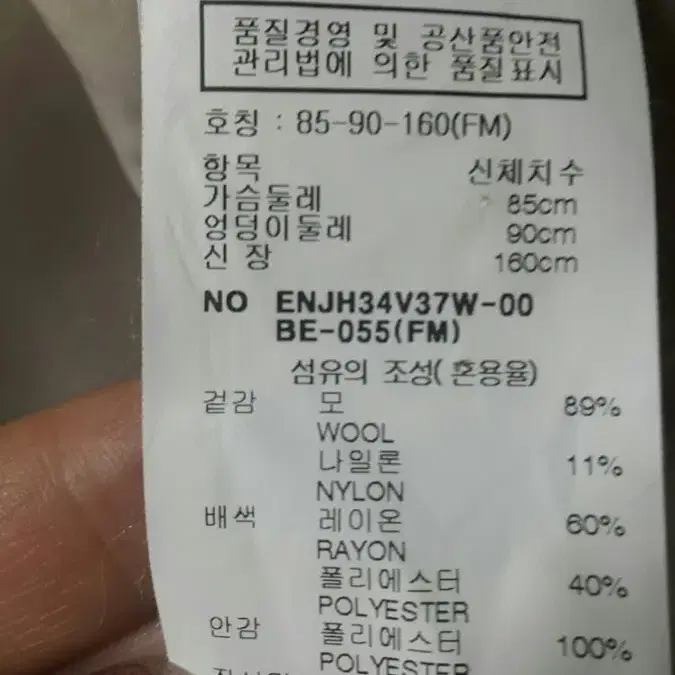 품질경영 및 공산품안전
관리법에 의한 품질표시
호칭 : 85-90-160(FM)
항목 신체치수
가슴둘레 85cm
엉덩이둘레 90cm
신 장 160cm
NO ENJH34V37W-00
BE-055(FM)
섬유의 조성( 혼용율)
겉감 모 89%
WOOL
나일론 11%
NYLON
배색 레이온 60%
RAYON
폴리에스터 40%
POLYESTER
안감 폴리에스터 100%
POLYESTER